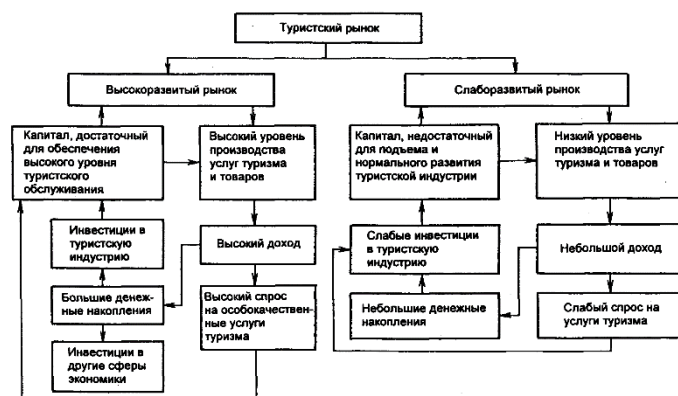 Туристский рынок
Высокоразвитый рынок
Слаборазвитый рынок
Капитал, достаточный
для обеспечения
высокого уровня
туристского
обслуживания
Высокий уровень
производства
услуг туризма
и товаров
Капитал, недостаточный
для подъема и
нормального развития
туристской индустрии
Низкий уровень
производства услуг
туризма и товаров
Инвестиции в
туристскую
индустрию
Высокий доход
Слабые инвестиции
в туристскую
индустрию
Небольшой доход
Большие денеж-
ные накопления
Высокий спрос
на особокачествен-
ные услуги
туризма
Небольшие денежные
накопления
Слабый спрос на
услуги туризма
Инвестиции в
другие сферы
экономики